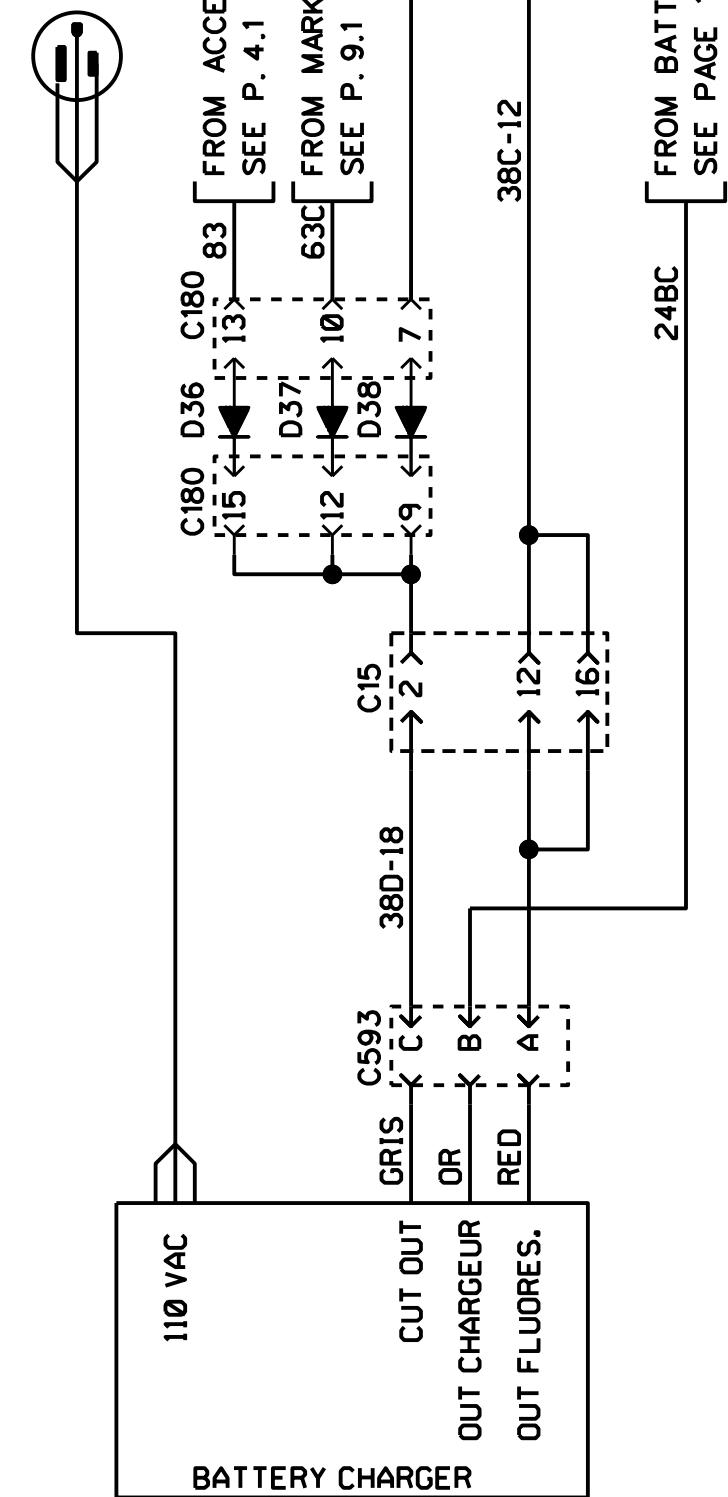 FROM ACCE
SEE P. 4.1
FROM MARK
SEE P. 9.1
38C-12
FROM BATT
SEE PAGE
83
63C
24BC
C180
13
10
7
D36
D37
D38
C180
15
12
9
C15
2
12
16
38D-18
C593
C
B
A
GRIS
OR
RED
110 VAC
CUT OUT
OUT CHARGEUR
OUT FLUORES.
BATTERY CHARGER